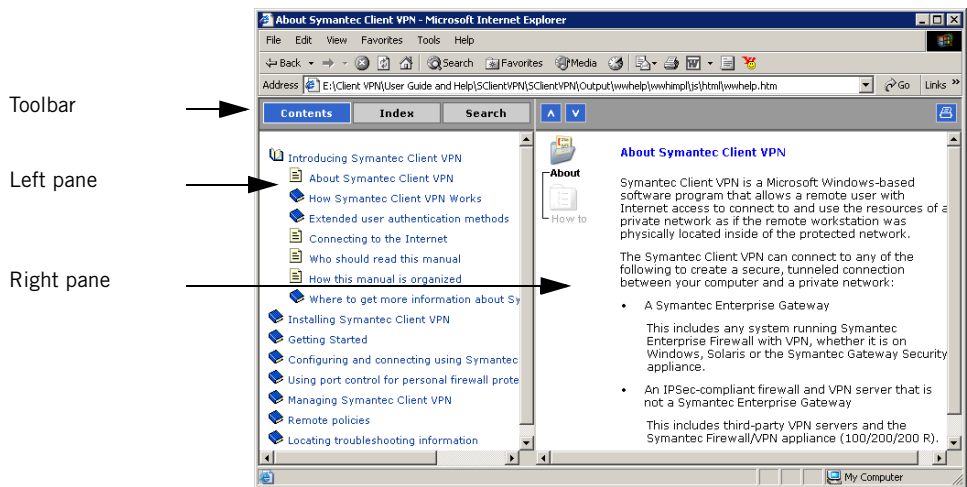 About Symantec Client VPN - Microsoft Internet Explorer
File Edit View Favorites Tools Help
Back Search Favorites Media
Address E:\Client VPN\User Guide and Help\SClientVPN\SClientVPN\Output\wwhelp\wwhimpl\js\html\wwhelp.htm Go Links »
Toolbar
Contents Index Search
Left pane
Right pane
Introducing Symantec Client VPN
About Symantec Client VPN
How Symantec Client VPN Works
Extended user authentication methods
Connecting to the Internet
Who should read this manual
How this manual is organized
Where to get more information about Sy
Installing Symantec Client VPN
Getting Started
Configuring and connecting using Symantec
Using port control for personal firewall prote
Managing Symantec Client VPN
Remote policies
Locating troubleshooting information
About
How to
About Symantec Client VPN
Symantec Client VPN is a Microsoft Windows-based
software program that allows a remote user with
Internet access to connect to and use the resources of a
private network as if the remote workstation was
physically located inside of the protected network.
The Symantec Client VPN can connect to any of the
following to create a secure, tunneled connection
between your computer and a private network:
• A Symantec Enterprise Gateway
This includes any system running Symantec
Enterprise Firewall with VPN, whether it is on
Windows, Solaris or the Symantec Gateway Security
appliance.
• An IPSec-compliant firewall and VPN server that is
not a Symantec Enterprise Gateway
This includes third-party VPN servers and the
Symantec Firewall/VPN appliance (100/200/200 R).
My Computer